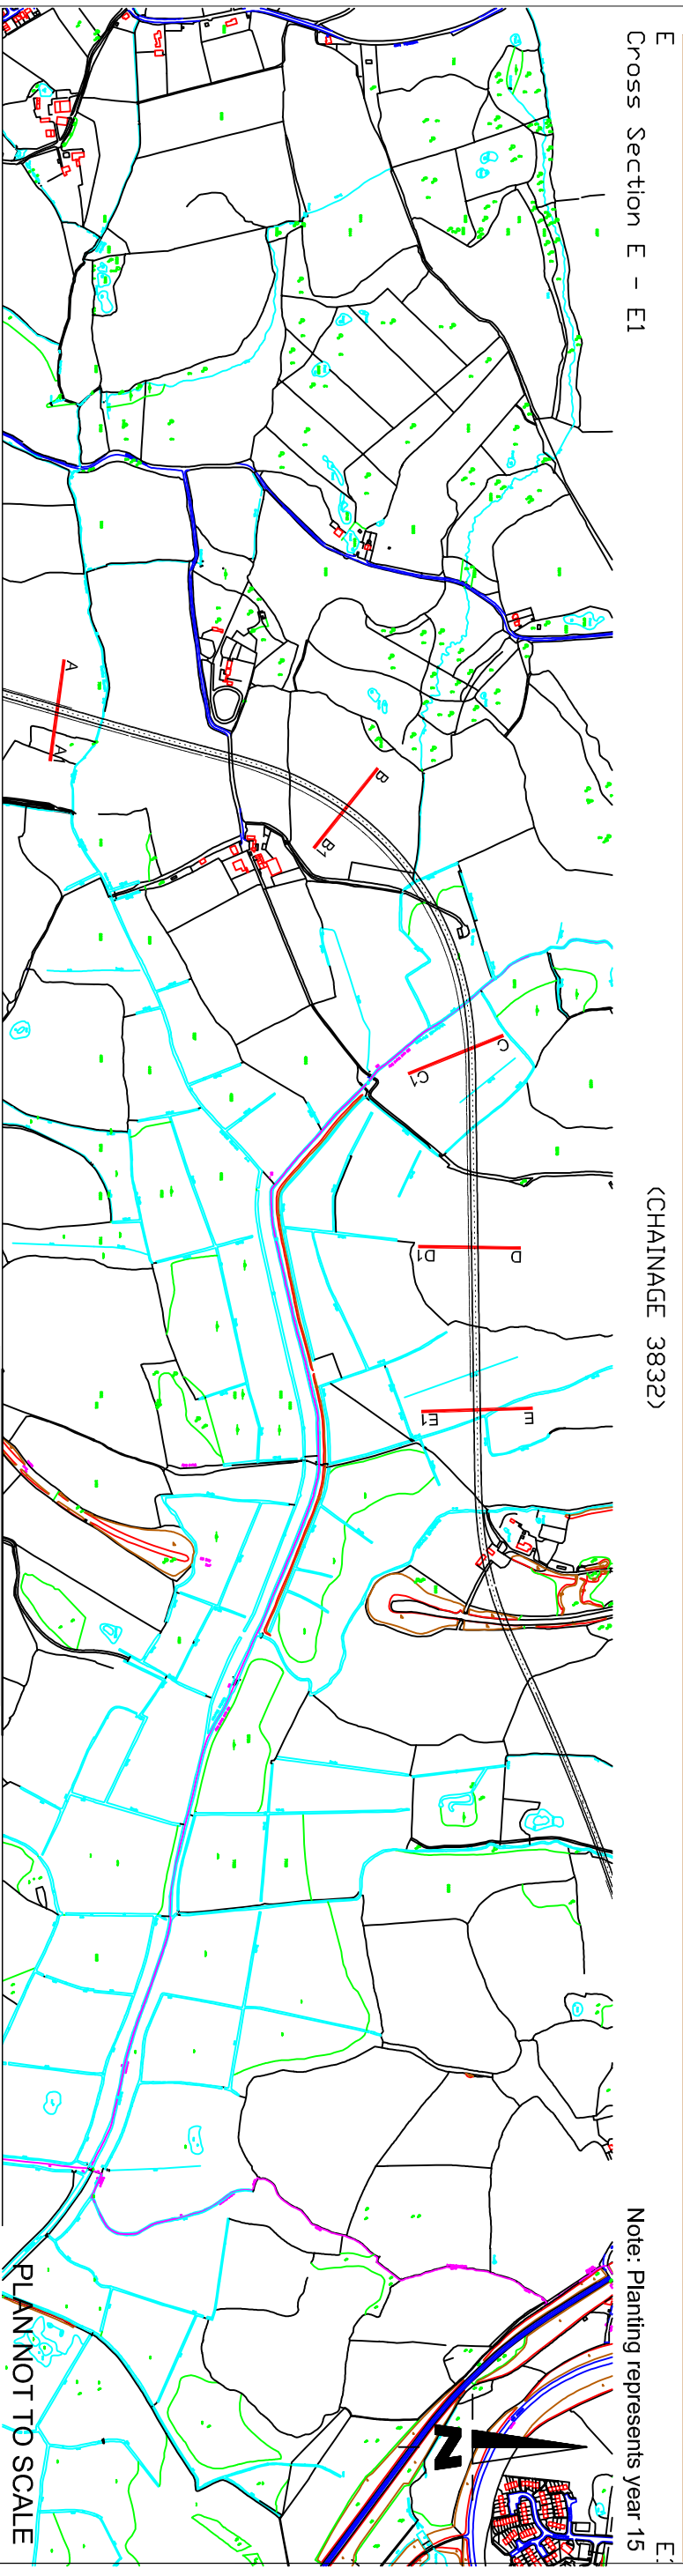 E
Cross Section E - E1
(CHAINAGE 3832)
Note: Planting represents year 15
A
A1
B
B1
C
C1
D
D1
E
E1
N
PLAN NOT TO SCALE